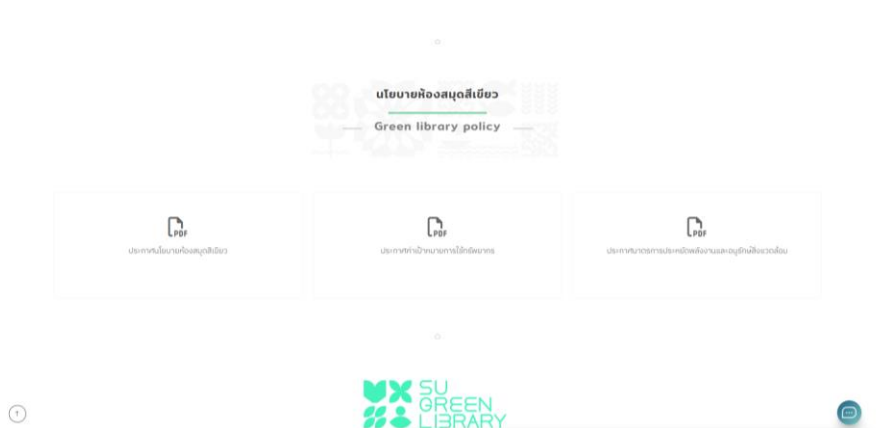 นโยบายห้องสมุดสีเขียว
Green library policy
PDF
ประกาศนโยบายห้องสมุดสีเขียว
PDF
ประกาศค่าเป้าหมายการใช้ทรัพยากร
PDF
ประกาศมาตรการประหยัดพลังงานและอนุรักษ์สิ่งแวดล้อม
SU
GREEN
LIBRARY